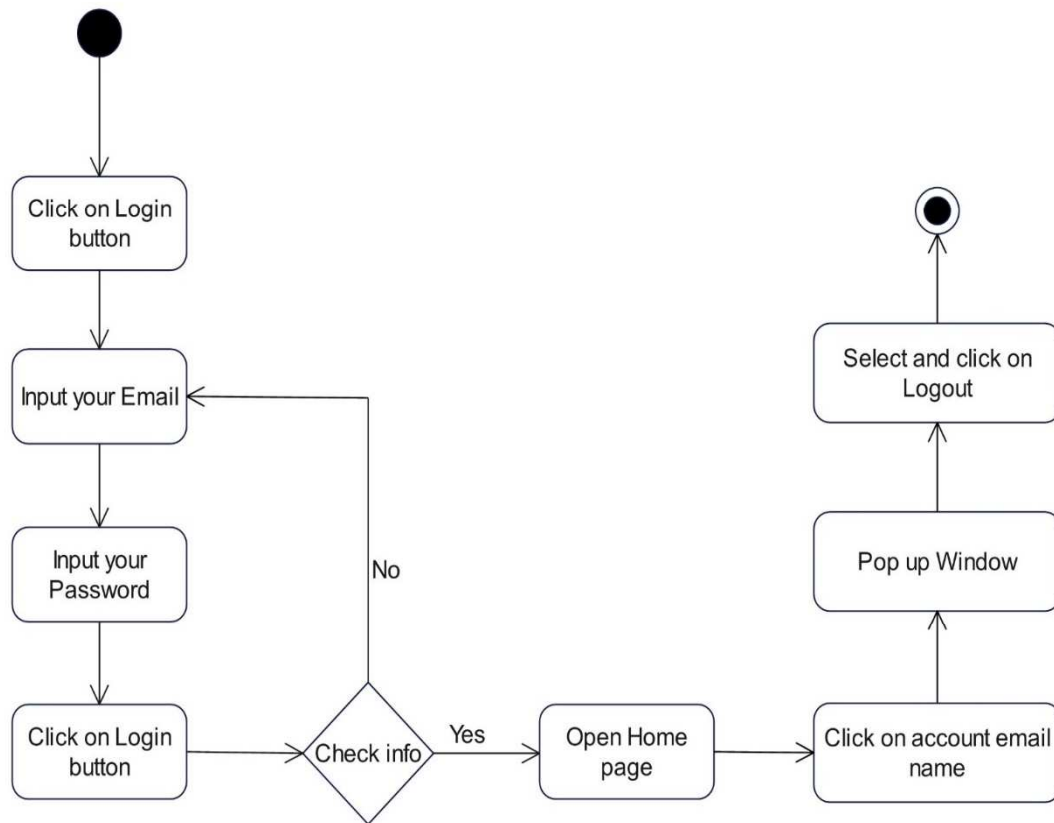 Click on Login
button
Input your Email
Input your
Password
Click on Login
button
Check info
No
Yes
Open Home
page
Click on account email
name
Pop up Window
Select and click on
Logout